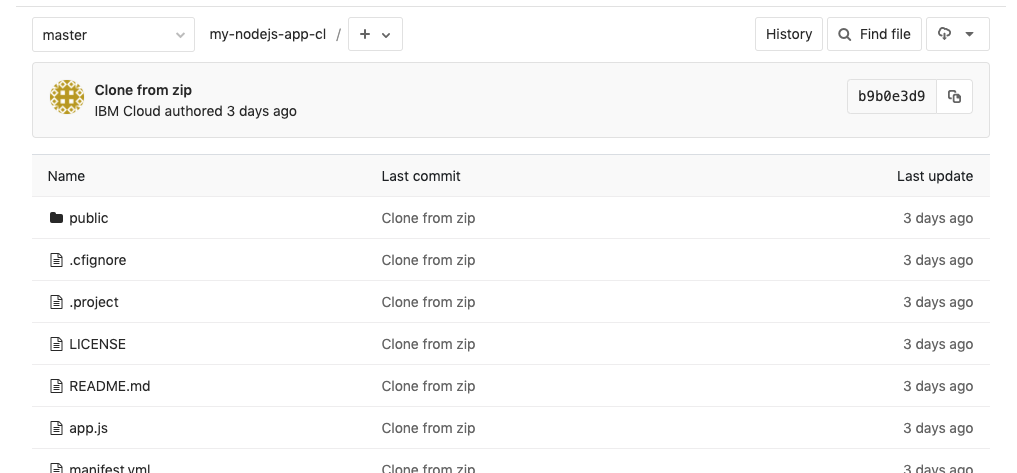 master my-nodejs-app-cl / + History Find file
Clone from zip
IBM Cloud authored 3 days ago
b9b0e3d9
Name Last commit Last update
public Clone from zip 3 days ago
.cfignore Clone from zip 3 days ago
.project Clone from zip 3 days ago
LICENSE Clone from zip 3 days ago
README.md Clone from zip 3 days ago
app.js Clone from zip 3 days ago
manifest.yml Clone from zip 3 days ago